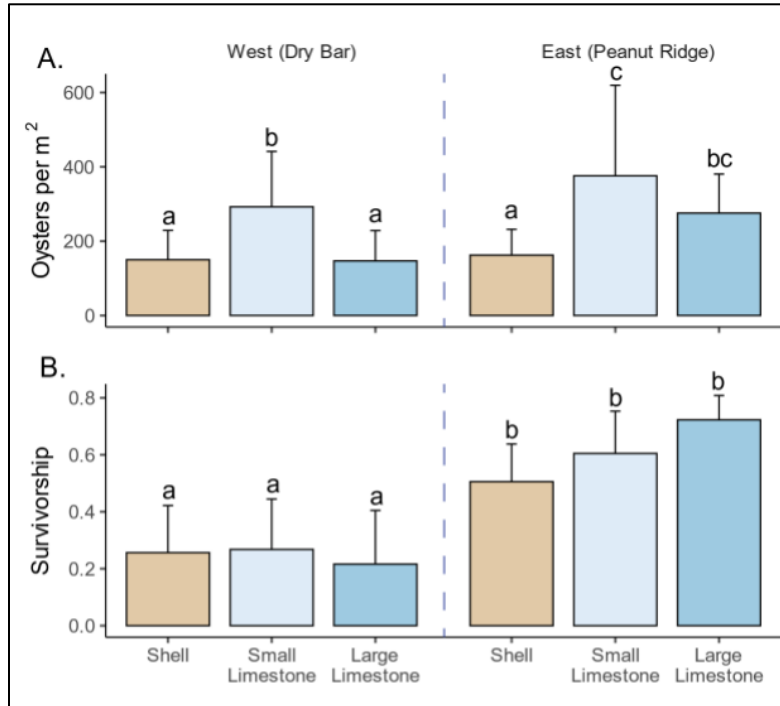 A.
West (Dry Bar)
East (Peanut Ridge)
Oysters per m²
600
400
200
0
a
b
a
a
c
bc
B.
Survivorship
0.8
0.6
0.4
0.2
0.0
a
a
a
b
b
b
Shell
Small
Limestone
Large
Limestone
Shell
Small
Limestone
Large
Limestone